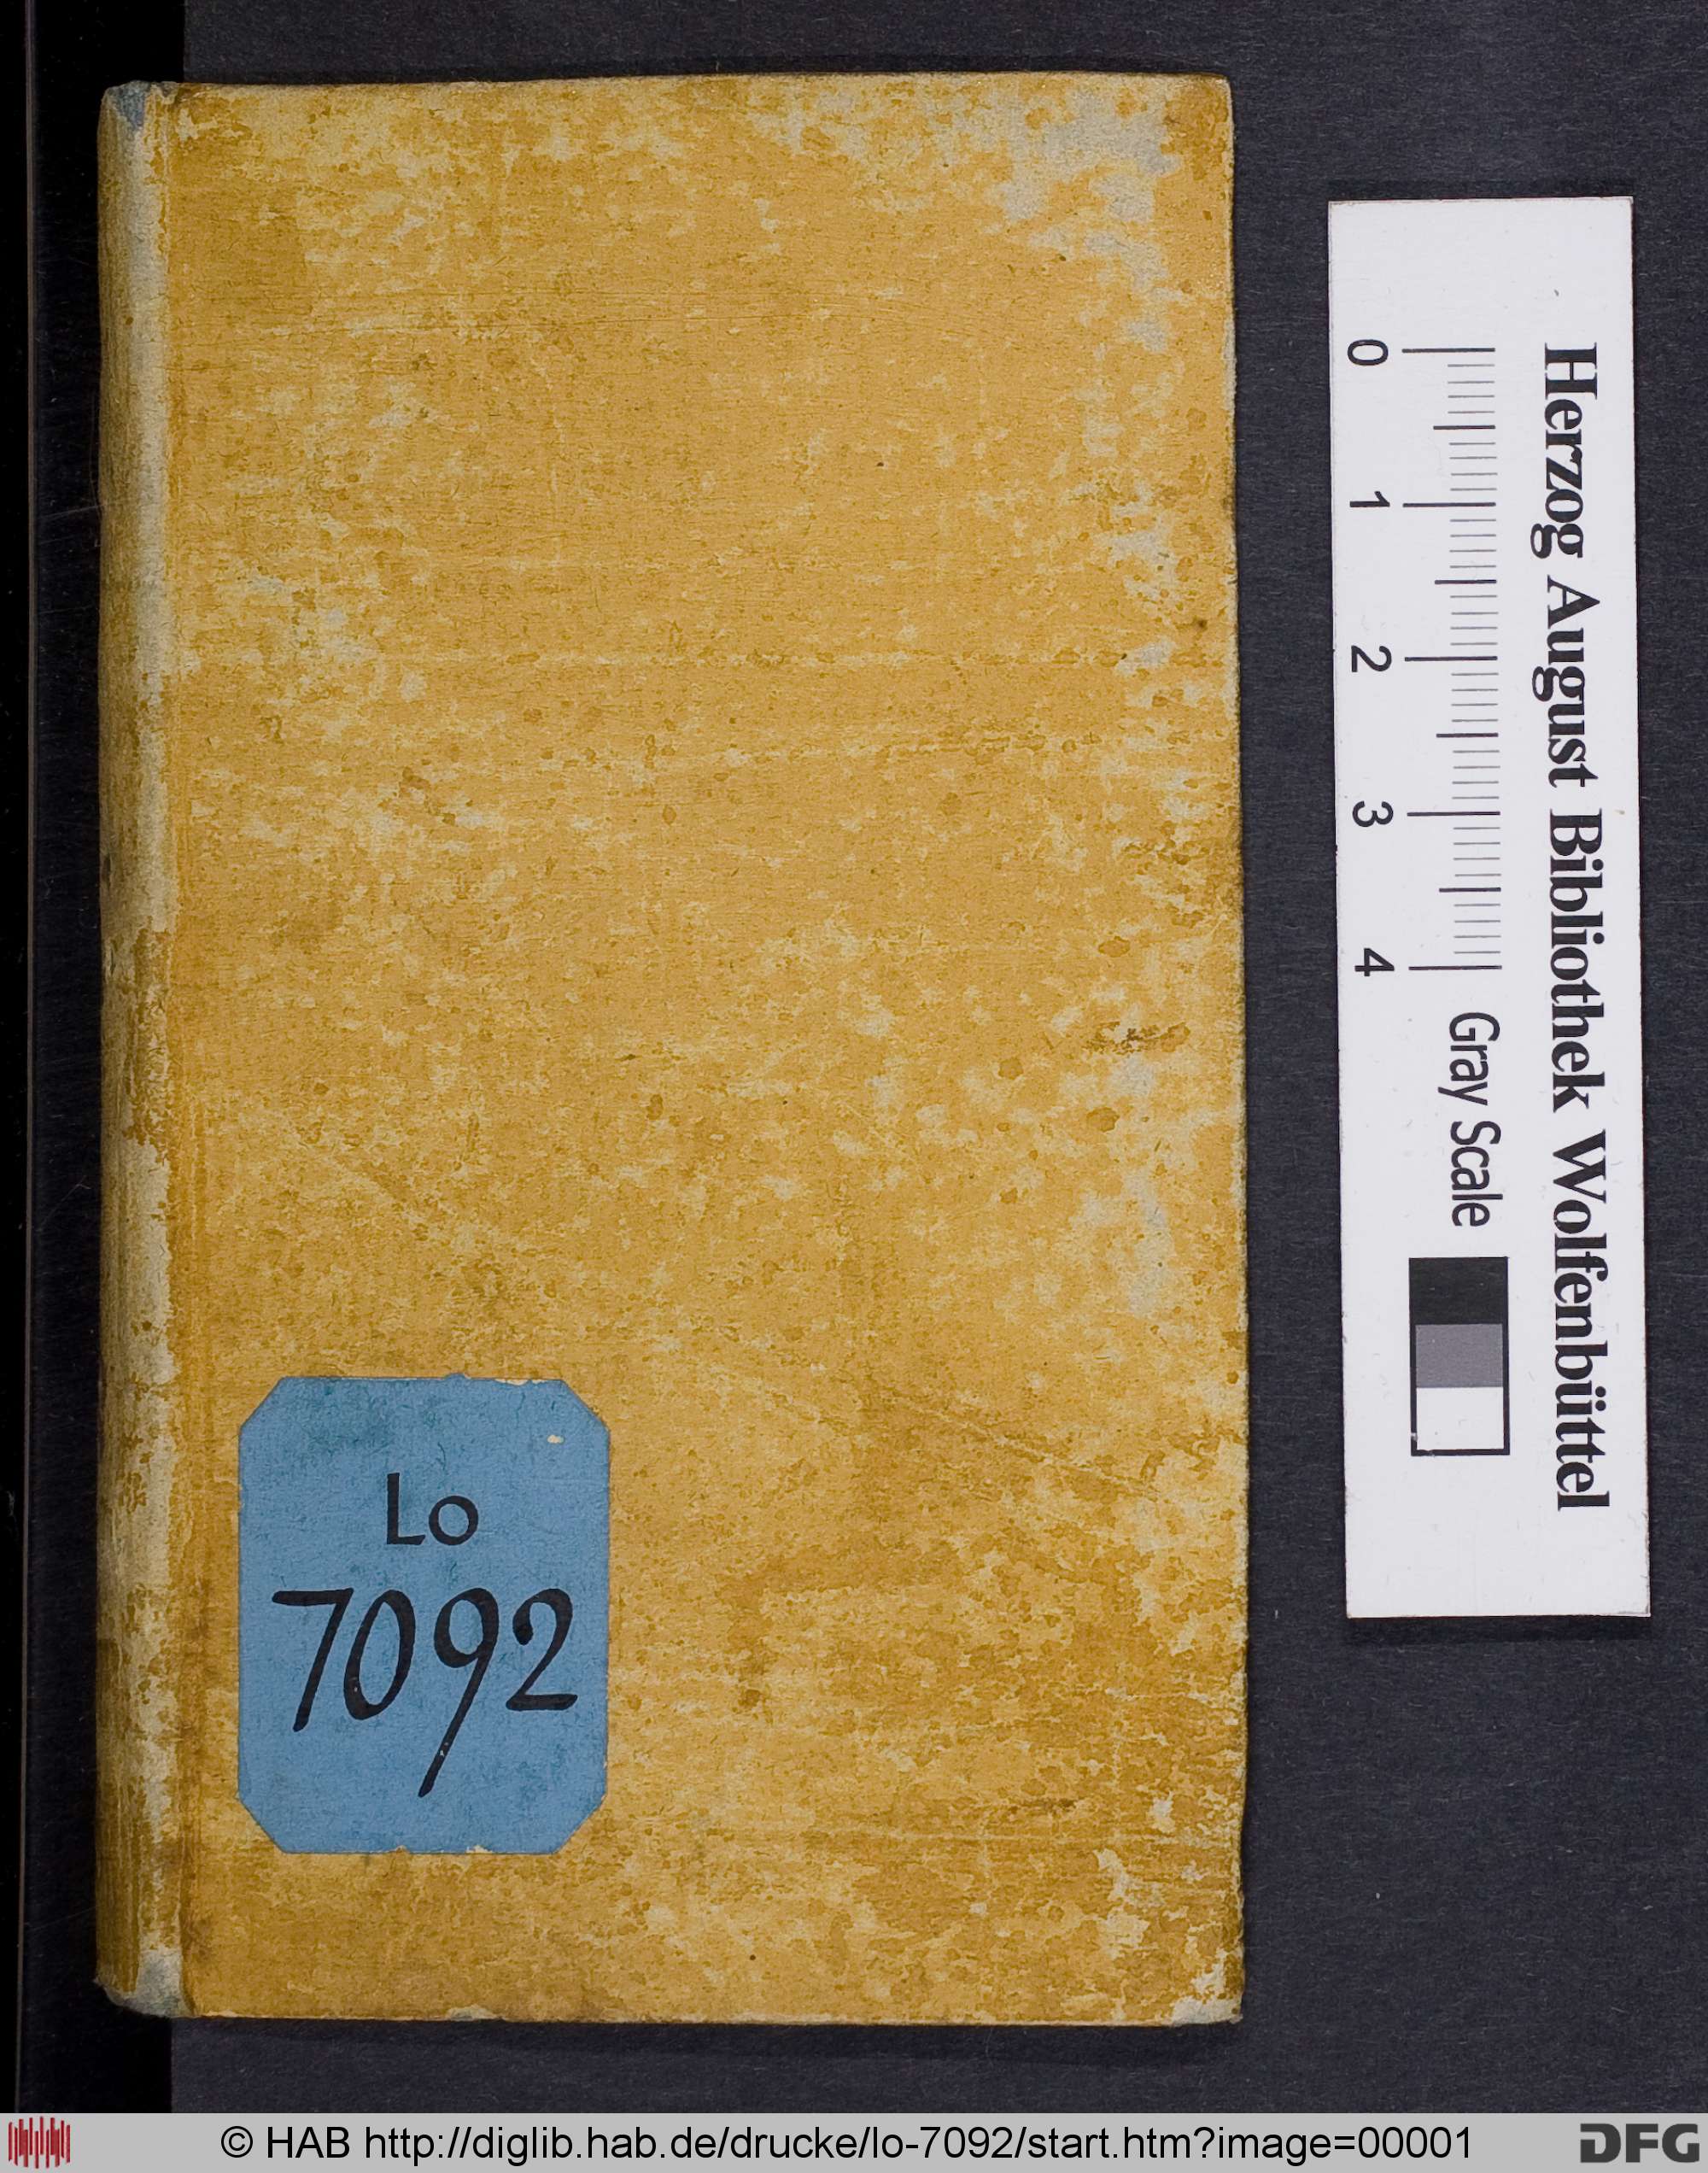 Lo
7092
Herzog August Bibliothek Wolfenbüttel
0 1 2 3 4
Gray Scale
© HAB http://diglib.hab.de/drucke/lo-7092/start.htm?image=00001
DFG